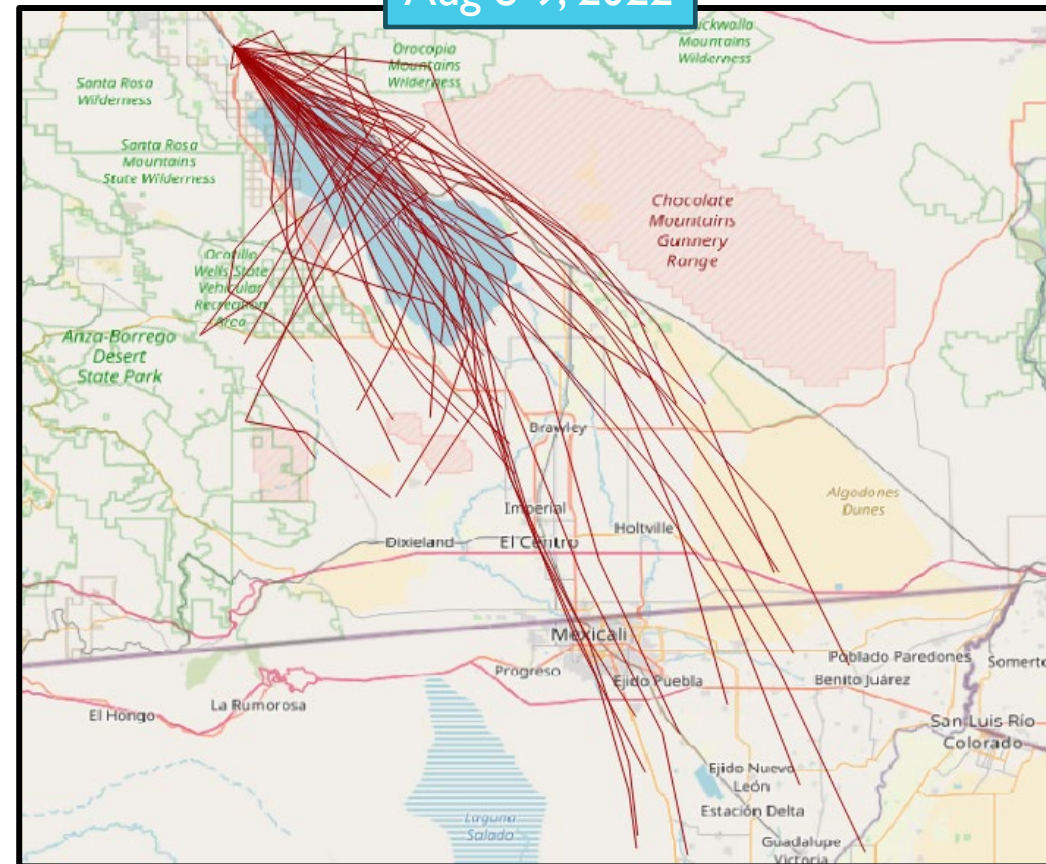 Orocopia
Mountains
Wilderness
Mountains
Wilderness
Santa Rosa
Wilderness
Santa Rosa
Mountains
State Wilderness
Chocolate
Mountains
Gunnery
Range
Ocotillo
Wells State
Vehicular
Recreation
Area
Anza-Borrego
Desert
State Park
Brawley
Algodones
Dunes
Imperial
Holtville
Dixieland
El Centro
Mexicali
Progreso
Ejido Puebla
Poblado Paredones
Benito Juárez
La Rumorosa
El Hongo
San Luis Río
Colorado
Ejido Nuevo
León
Estación Delta
Laguna
Salada
Guadalupe
Victoria